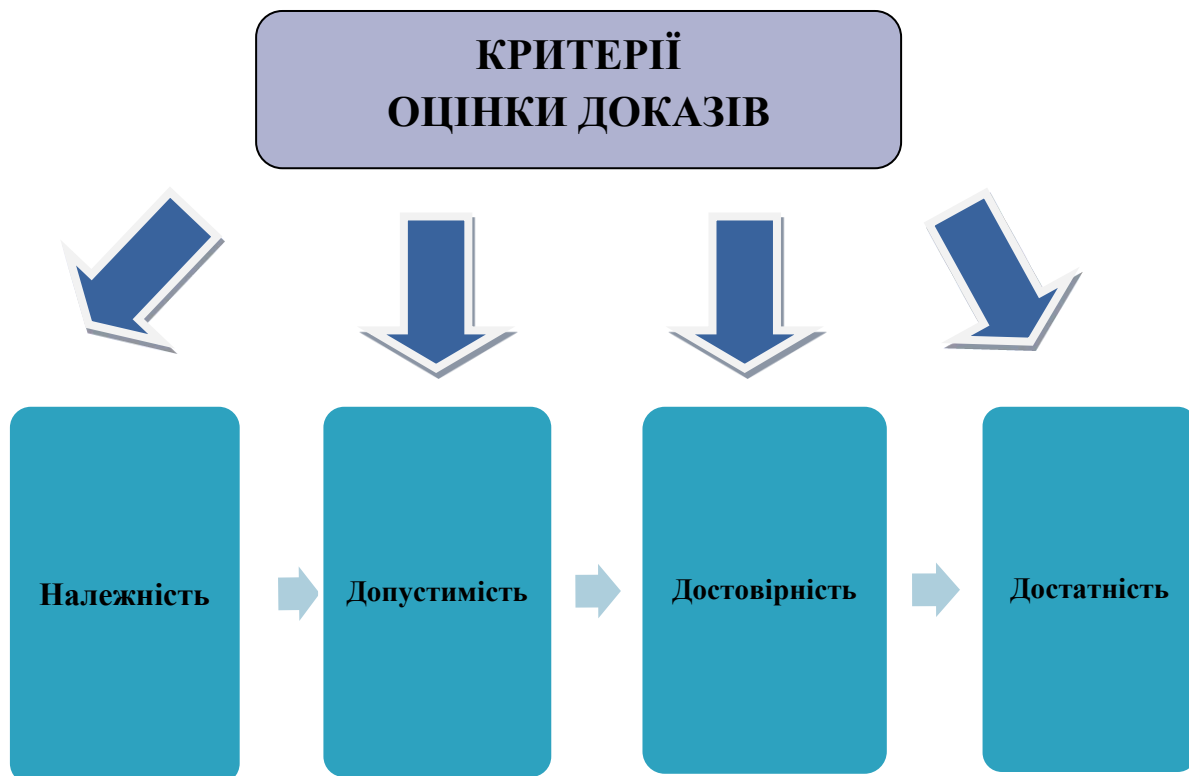 КРИТЕРІЇ
ОЦІНКИ ДОКАЗІВ
Належність
Допустимість
Достовірність
Достатність